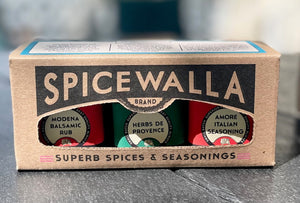 SPICEWALLA
BRAND
MODENA
BALSAMIC
RUB
HERBS DE
PROVENCE
AMORE
ITALIAN
SEASONING
SUPERB SPICES & SEASONINGS